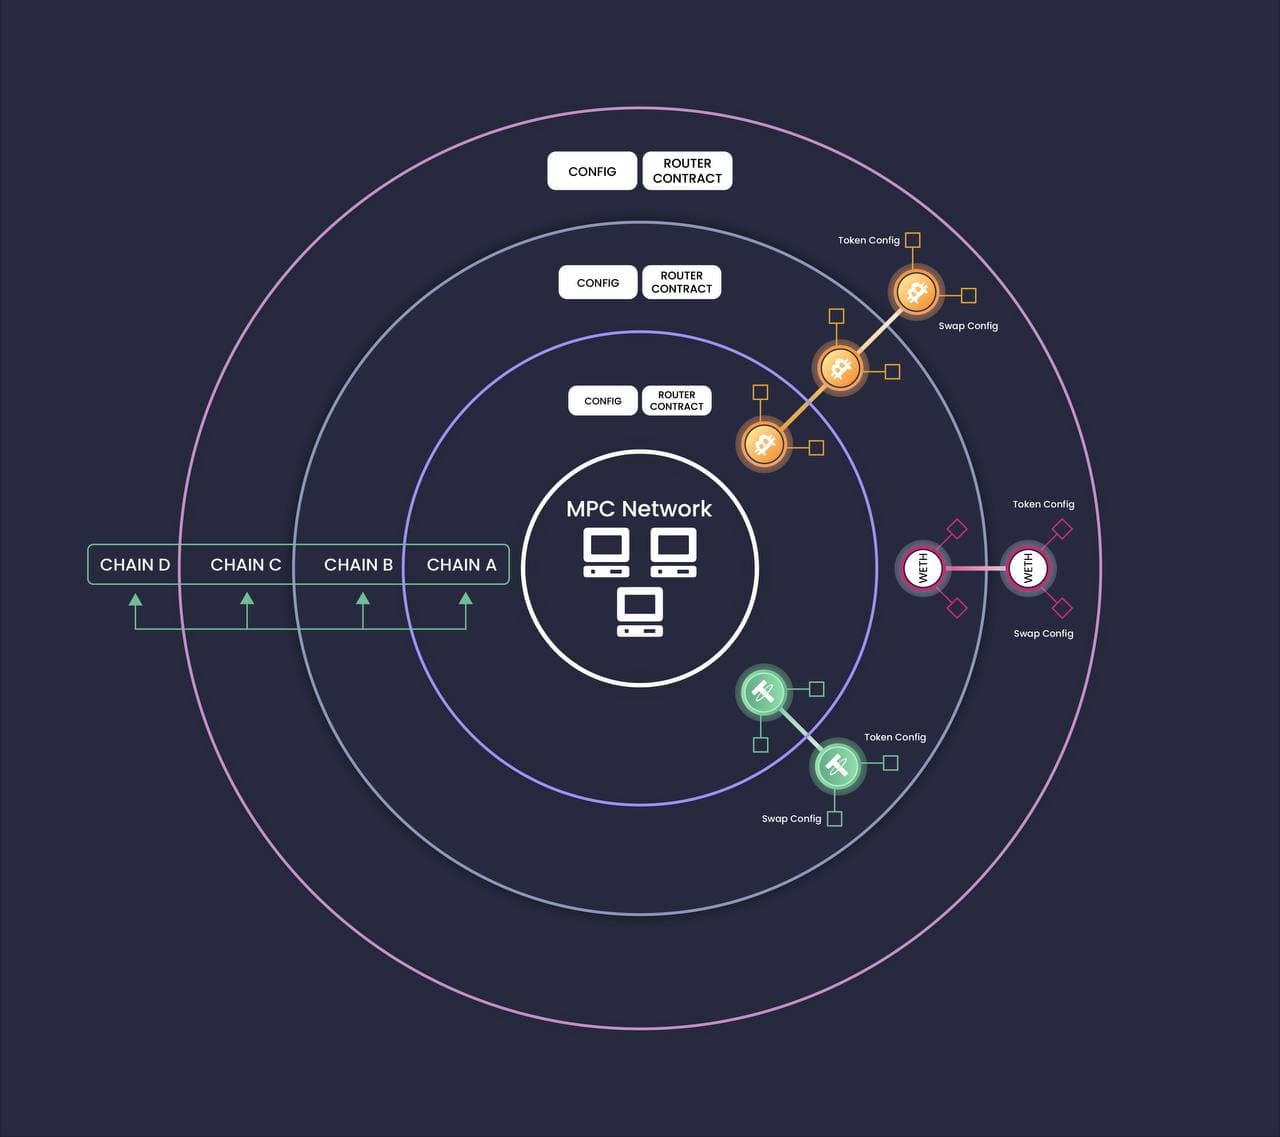 CONFIG
ROUTER
CONTRACT
Token Config
CONFIG
ROUTER
CONTRACT
Swap Config
CONFIG
ROUTER
CONTRACT
MPC Network
Token Config
CHAIN D
CHAIN C
CHAIN B
CHAIN A
WETH
WETH
Swap Config
Token Config
Swap Config